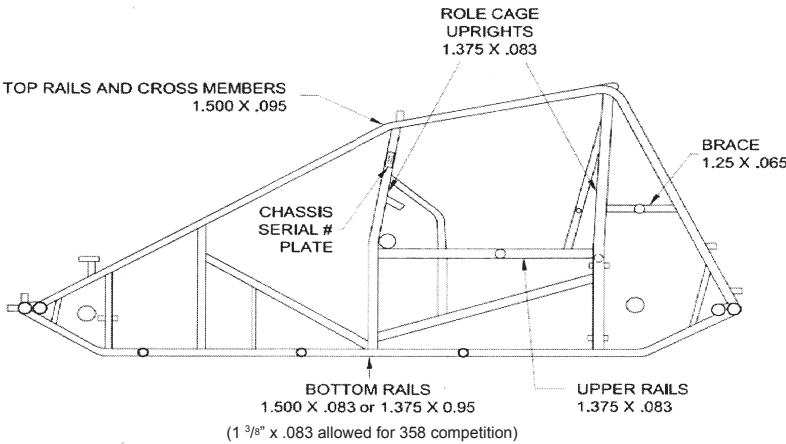 ROLE CAGE
UPRIGHTS
1.375 X .083
TOP RAILS AND CROSS MEMBERS
1.500 X .095
BRACE
1.25 X .065
CHASSIS
SERIAL #
PLATE
BOTTOM RAILS
1.500 X .083 or 1.375 X 0.95
(1 3/8" x .083 allowed for 358 competition)
UPPER RAILS
1.375 X .083